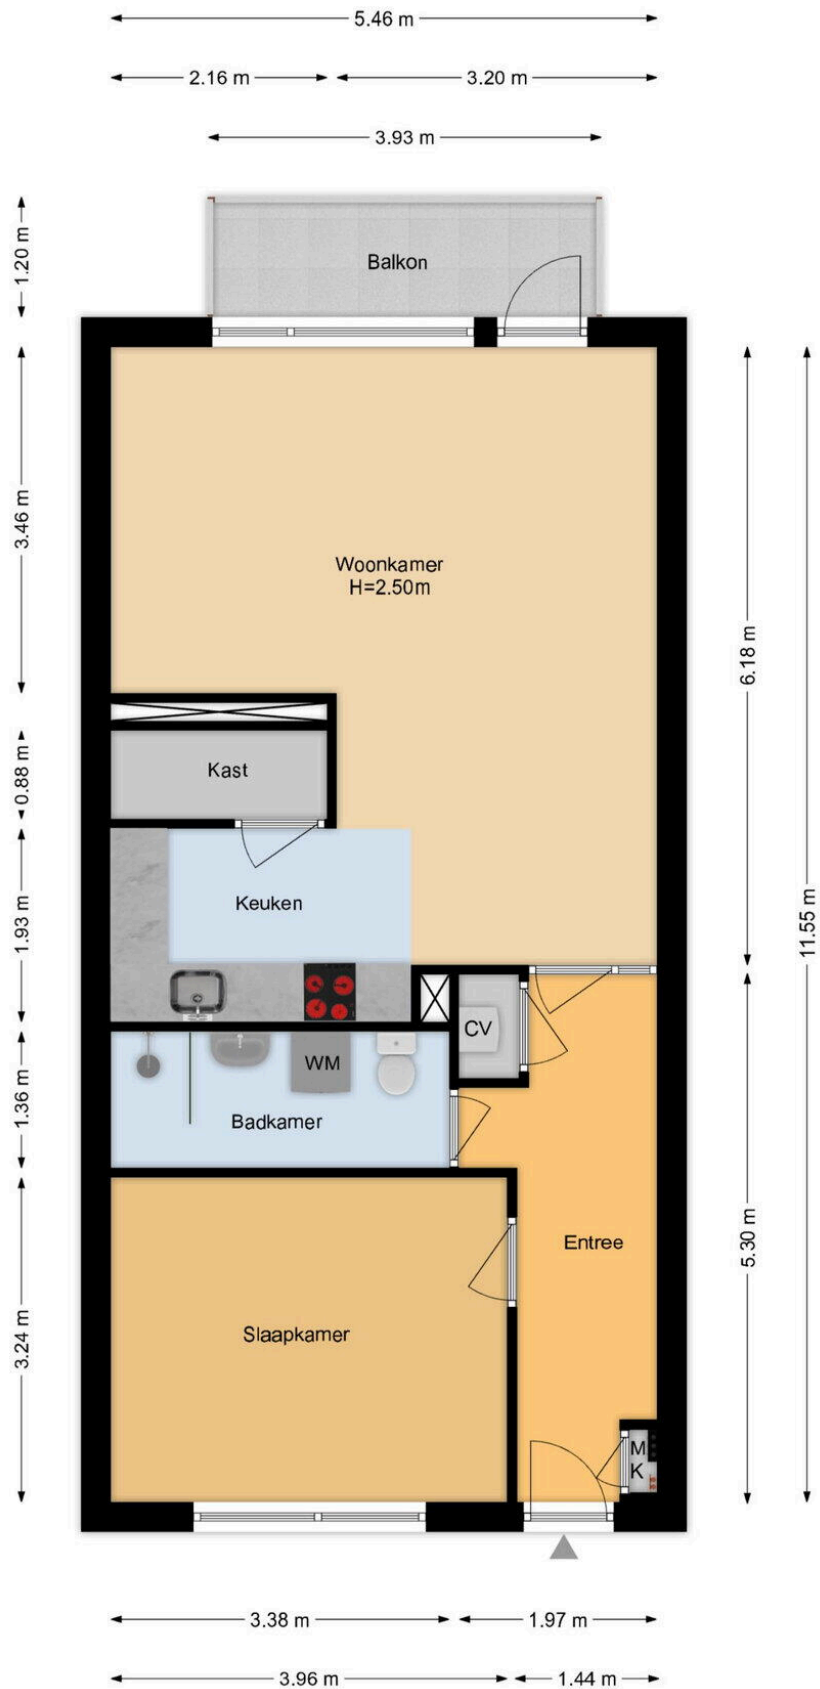 5.46 m
2.16 m
3.20 m
3.93 m
1.20 m
Balkon
3.46 m
Woonkamer
H=2.50m
6.18 m
0.88 m
Kast
1.93 m
Keuken
11.55 m
CV
1.36 m
WM
Badkamer
5.30 m
Entree
3.24 m
Slaapkamer
M
K
3.38 m
1.97 m
3.96 m
1.44 m